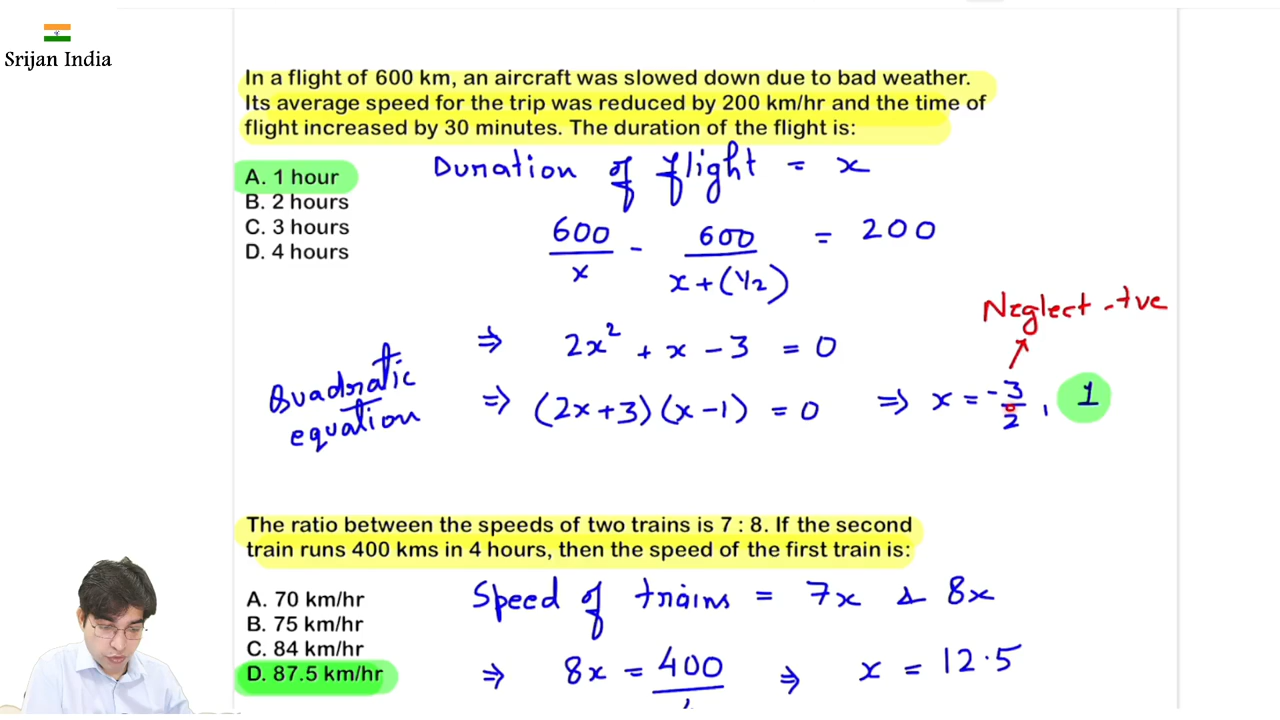 Srijan India
In a flight of 600 km, an aircraft was slowed down due to bad weather.
Its average speed for the trip was reduced by 200 km/hr and the time of
flight increased by 30 minutes. The duration of the flight is:
A. 1 hour
B. 2 hours
C. 3 hours
D. 4 hours
Duration of flight = x
600/x - 600/x+(1/2) = 200
Neglect -tve
⇒ 2x² + x - 3 = 0
Quadratic
equation
⇒ (2x+3)(x-1) = 0 ⇒ x = -3/2, 1
The ratio between the speeds of two trains is 7 : 8. If the second
train runs 400 kms in 4 hours, then the speed of the first train is:
A. 70 km/hr
B. 75 km/hr
C. 84 km/hr
D. 87.5 km/hr
Speed of trains = 7x & 8x
⇒ 8x = 400 ⇒ x = 12.5